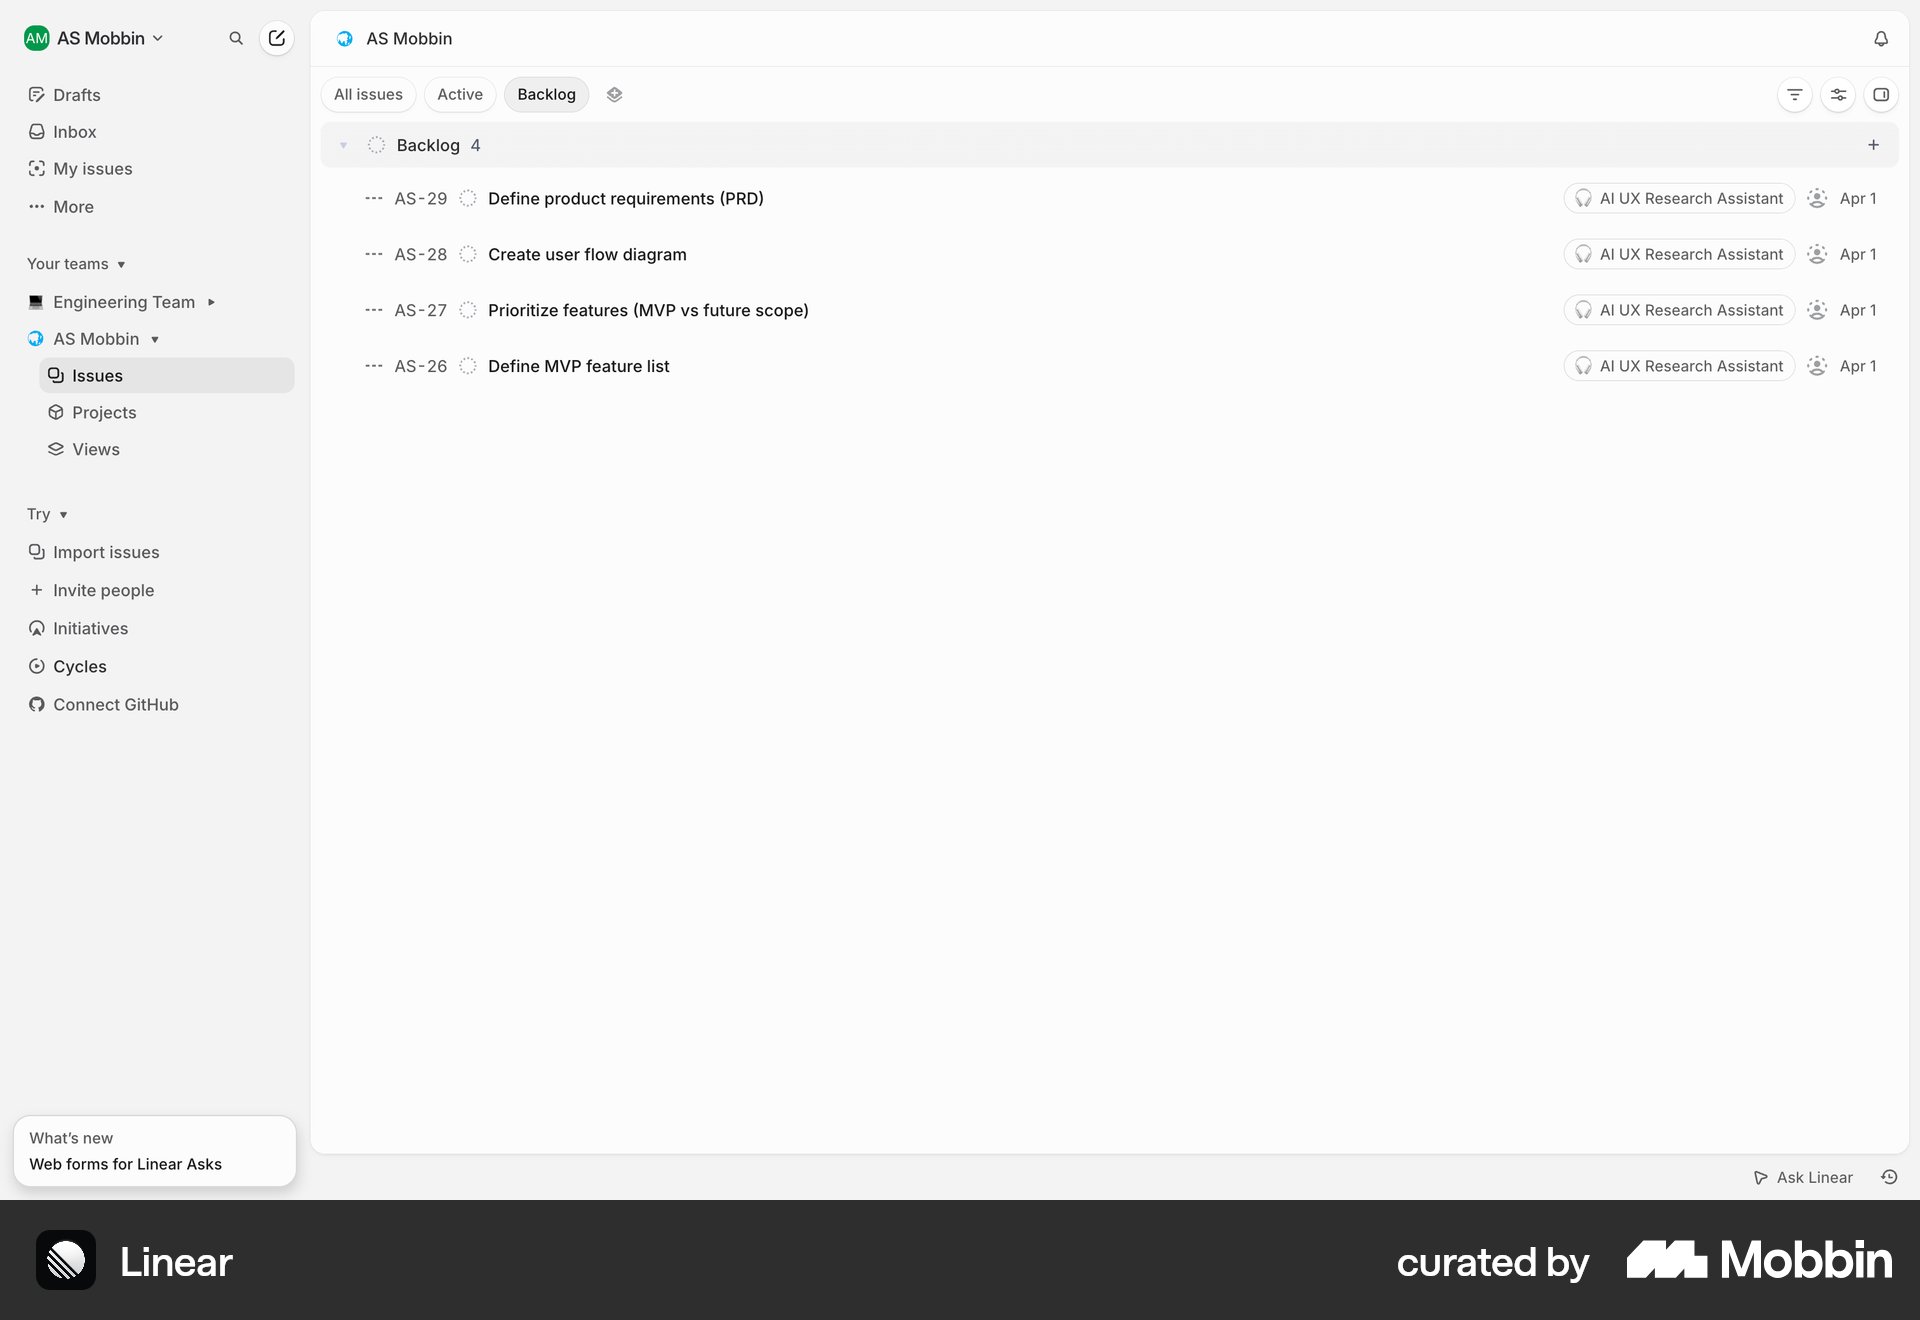 AM AS Mobbin
Drafts
Inbox
My issues
More
Your teams
Engineering Team
AS Mobbin
Issues
Projects
Views
Try
Import issues
Invite people
Initiatives
Cycles
Connect GitHub
What's new
Web forms for Linear Asks
AS Mobbin
All issues Active Backlog
Backlog 4
AS-29 Define product requirements (PRD) AI UX Research Assistant Apr 1
AS-28 Create user flow diagram AI UX Research Assistant Apr 1
AS-27 Prioritize features (MVP vs future scope) AI UX Research Assistant Apr 1
AS-26 Define MVP feature list AI UX Research Assistant Apr 1
Ask Linear
Linear
curated by Mobbin